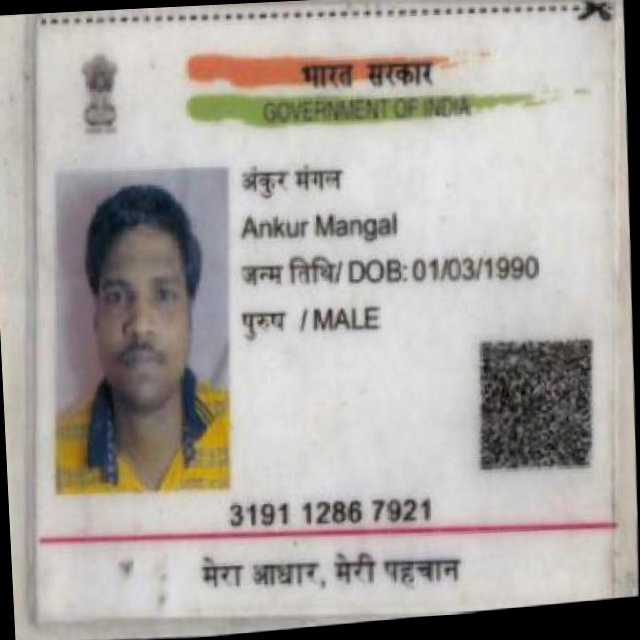 भारत सरकार
GOVERNMENT OF INDIA
अंकुर मंगल
Ankur Mangal
जन्म तिथि/ DOB: 01/03/1990
पुरुष / MALE
3191 1286 7921
मेरा आधार, मेरी पहचान